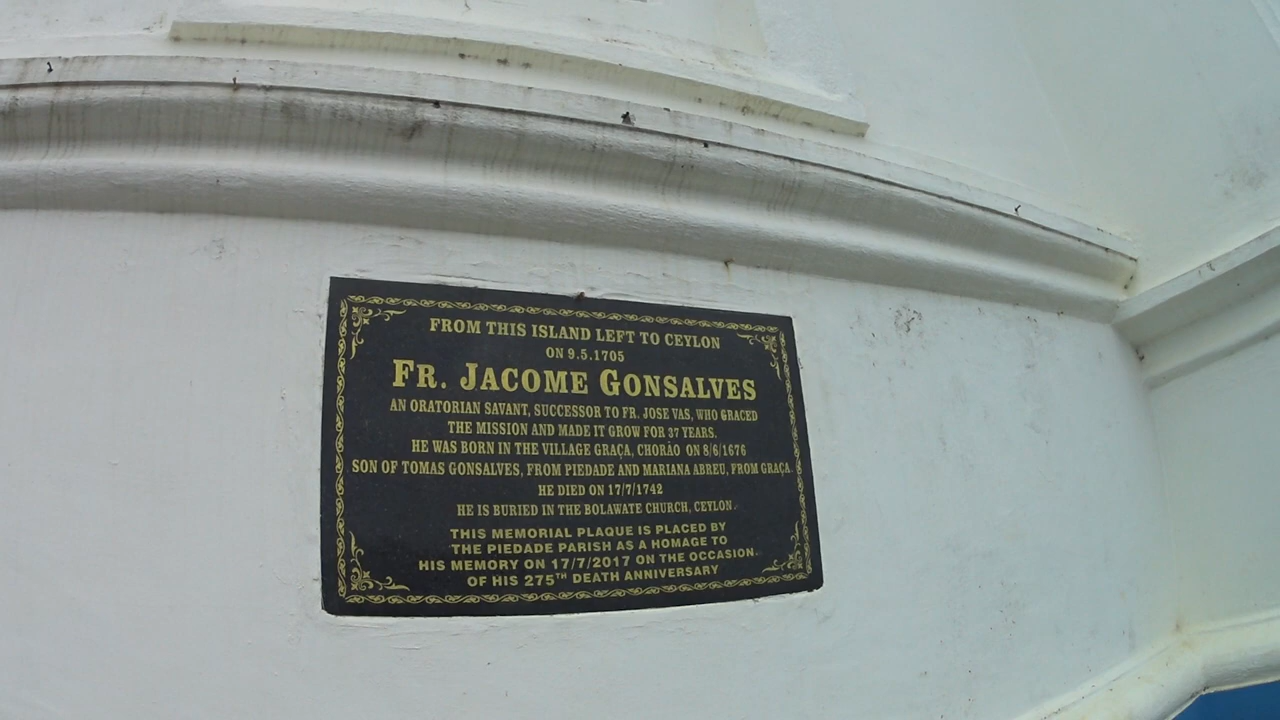 FROM THIS ISLAND LEFT TO CEYLON
ON 9.5.1705
FR. JACOME GONSALVES
AN ORATORIAN SAVANT, SUCCESSOR TO FR. JOSE VAS, WHO GRACED
THE MISSION AND MADE IT GROW FOR 37 YEARS.
HE WAS BORN IN THE VILLAGE GRAÇA, CHORÃO ON 8/6/1676
SON OF TOMAS GONSALVES, FROM PIEDADE AND MARIANA ABREU, FROM GRAÇA.
HE DIED ON 17/7/1742
HE IS BURIED IN THE BOLAWATE CHURCH, CEYLON.
THIS MEMORIAL PLAQUE IS PLACED BY
THE PIEDADE PARISH AS A HOMAGE TO
HIS MEMORY ON 17/7/2017 ON THE OCCASION
OF HIS 275TH DEATH ANNIVERSARY